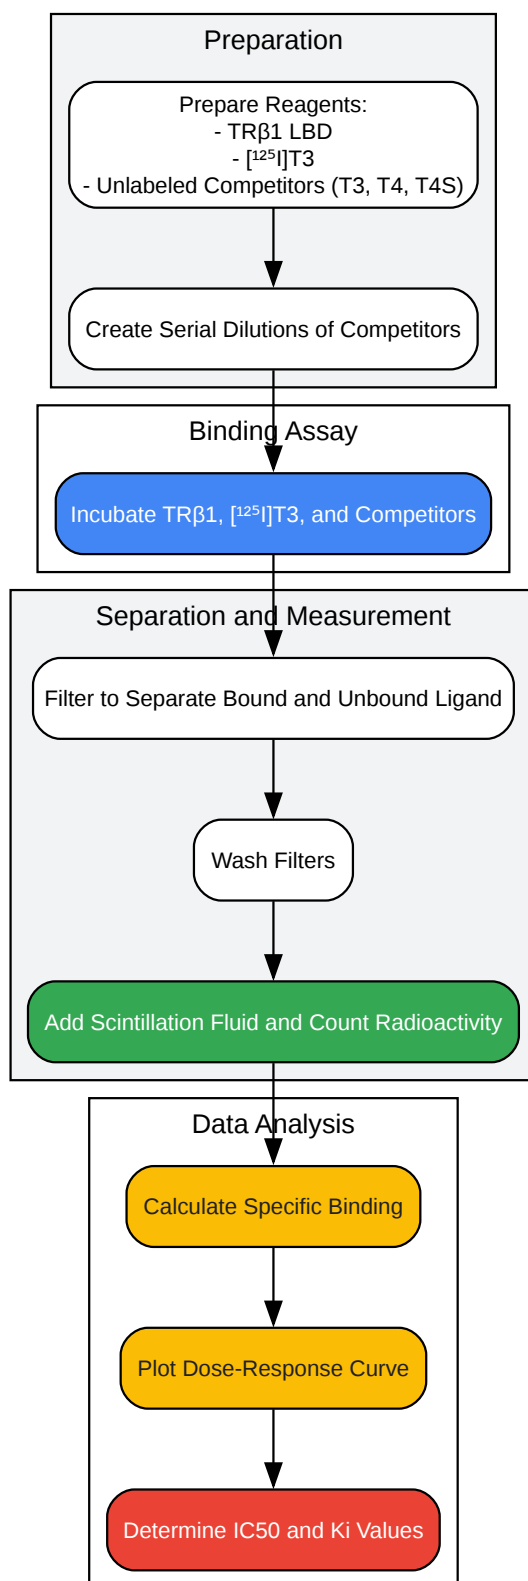 Preparation
Prepare Reagents:
- TRβ1 LBD
- [¹²⁵I]T3
- Unlabeled Competitors (T3, T4, T4S)
Create Serial Dilutions of Competitors
Binding Assay
Incubate TRβ1, [¹²⁵I]T3, and Competitors
Separation and Measurement
Filter to Separate Bound and Unbound Ligand
Wash Filters
Add Scintillation Fluid and Count Radioactivity
Data Analysis
Calculate Specific Binding
Plot Dose-Response Curve
Determine IC50 and Ki Values